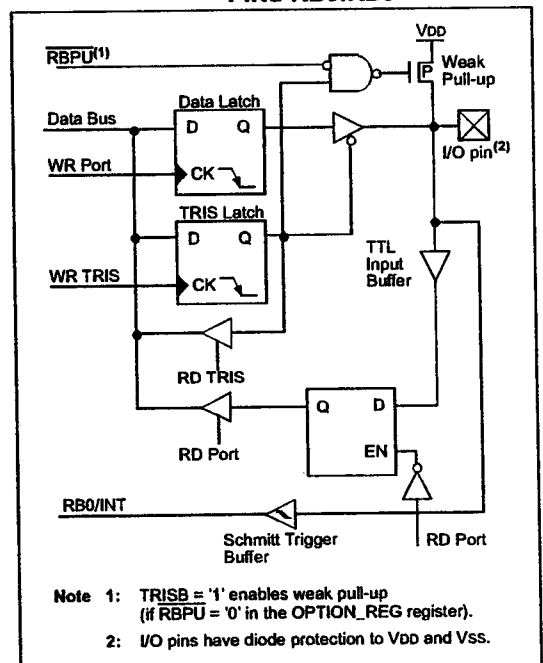 VDD
RBPU(1)
Weak
Pull-up
P
Data Latch
Data Bus
D Q
I/O pin(2)
WR Port
CK
TRIS Latch
D Q
TTL
Input
Buffer
WR TRIS
CK
RD TRIS
Q D
RD Port
EN
RB0/INT
Schmitt Trigger
Buffer
RD Port
Note 1: TRISB = '1' enables weak pull-up
(if RBPU = '0' in the OPTION_REG register).
2: I/O pins have diode protection to VDD and VSS.